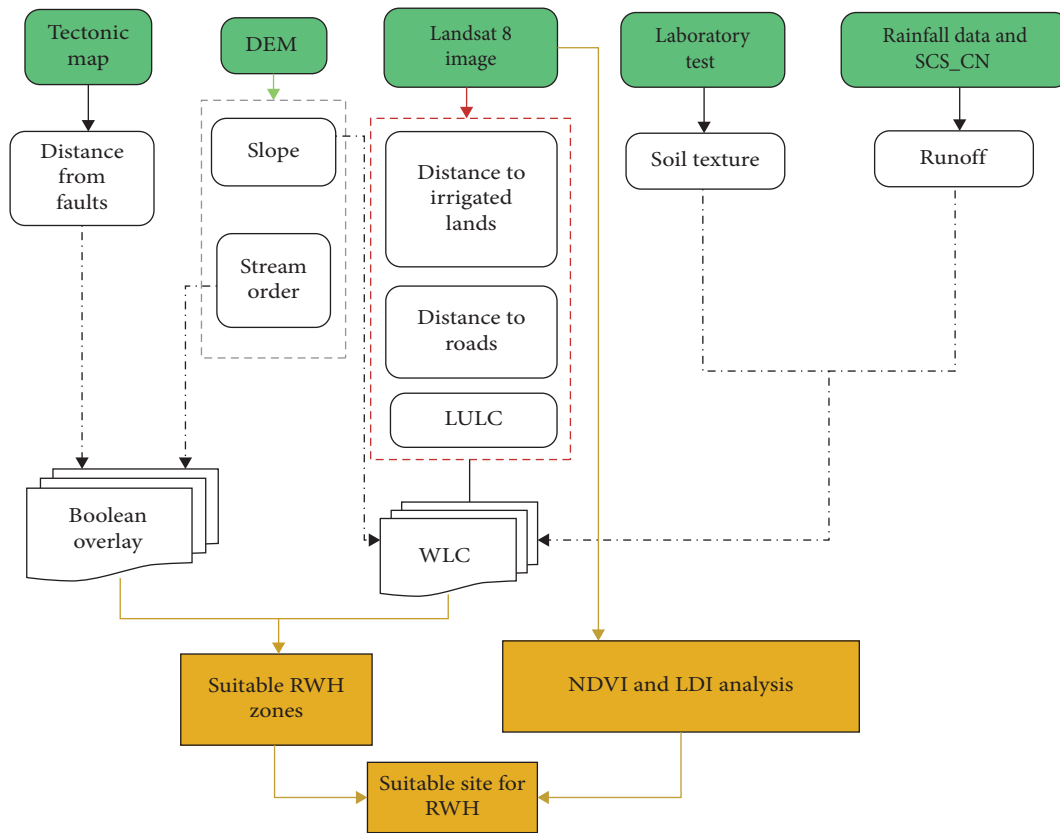 Tectonic
map
DEM
Landsat 8
image
Laboratory
test
Rainfall data and
SCS_CN
Distance
from
faults
Slope
Stream
order
Distance to
irrigated
lands
Distance to
roads
LULC
Soil texture
Runoff
Boolean
overlay
WLC
Suitable RWH
zones
NDVI and LDI analysis
Suitable site for
RWH